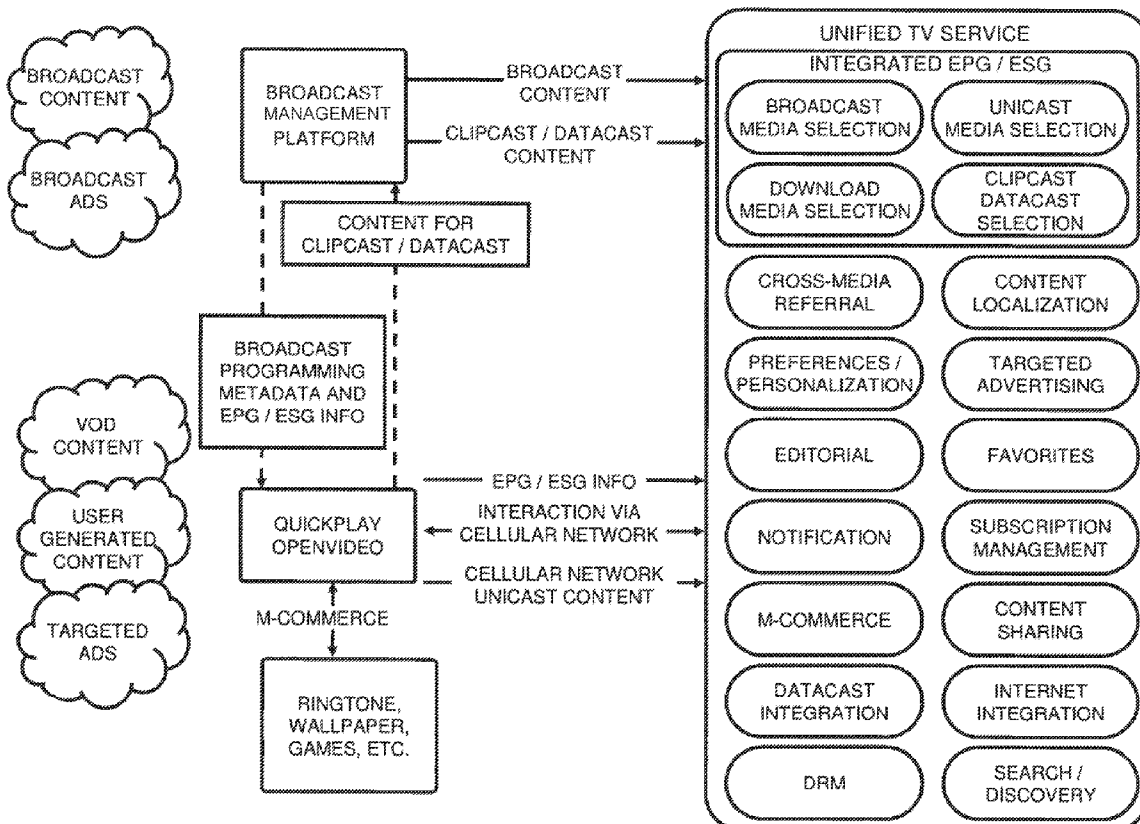 BROADCAST
CONTENT
BROADCAST
ADS
VOD
CONTENT
USER
GENERATED
CONTENT
TARGETED
ADS
BROADCAST
MANAGEMENT
PLATFORM
CONTENT FOR
CLIPCAST / DATACAST
BROADCAST
PROGRAMMING
METADATA AND
EPG / ESG INFO
QUICKPLAY
OPENVIDEO
M-COMMERCE
RINGTONE,
WALLPAPER,
GAMES, ETC.
BROADCAST
CONTENT
CLIPCAST / DATACAST
CONTENT
EPG / ESG INFO
INTERACTION VIA
CELLULAR NETWORK
CELLULAR NETWORK
UNICAST CONTENT
UNIFIED TV SERVICE
INTEGRATED EPG / ESG
BROADCAST
MEDIA SELECTION
UNICAST
MEDIA SELECTION
DOWNLOAD
MEDIA SELECTION
CLIPCAST
DATACAST
SELECTION
CROSS-MEDIA
REFERRAL
CONTENT
LOCALIZATION
PREFERENCES /
PERSONALIZATION
TARGETED
ADVERTISING
EDITORIAL
FAVORITES
NOTIFICATION
SUBSCRIPTION
MANAGEMENT
M-COMMERCE
CONTENT
SHARING
DATACAST
INTEGRATION
INTERNET
INTEGRATION
DRM
SEARCH /
DISCOVERY